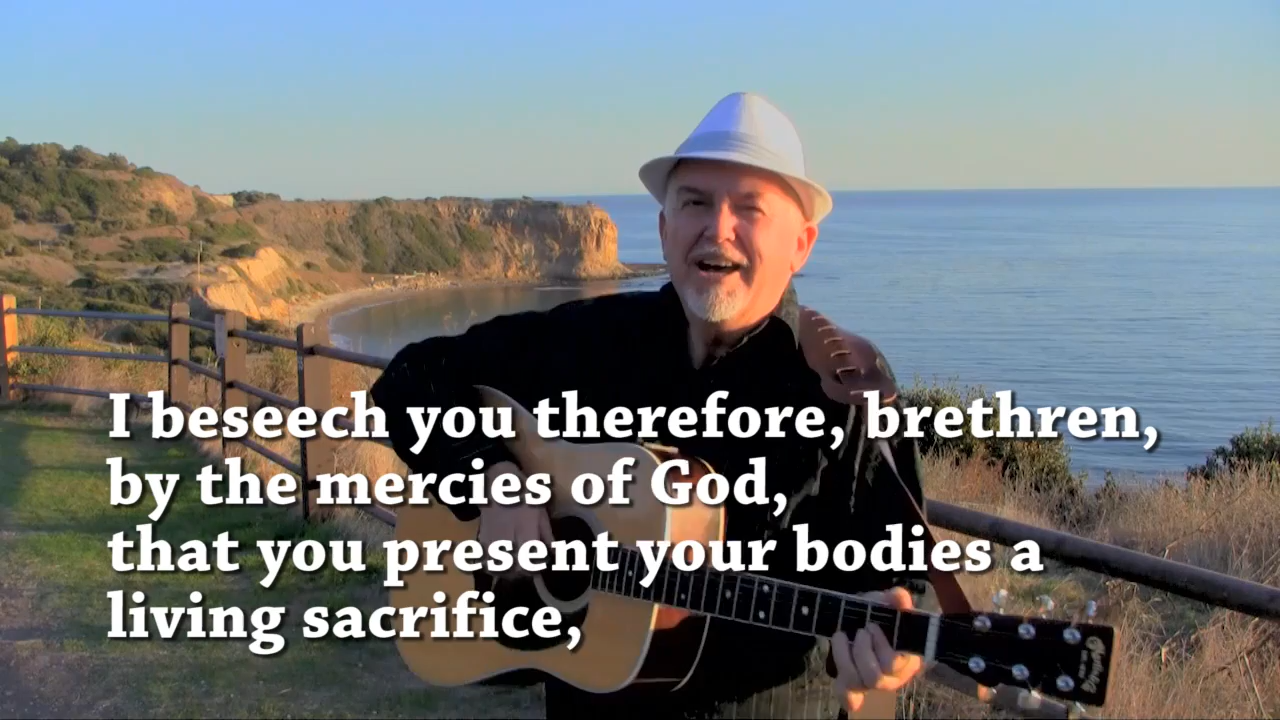 I beseech you therefore, brethren,
by the mercies of God,
that you present your bodies a
living sacrifice,